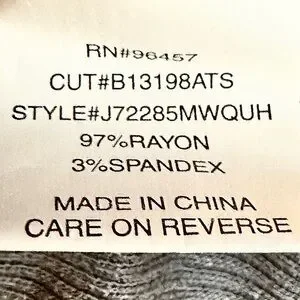 RN#96457
CUT#B13198ATS
STYLE#J72285MWQUH
97%RAYON
3%SPANDEX
MADE IN CHINA
CARE ON REVERSE